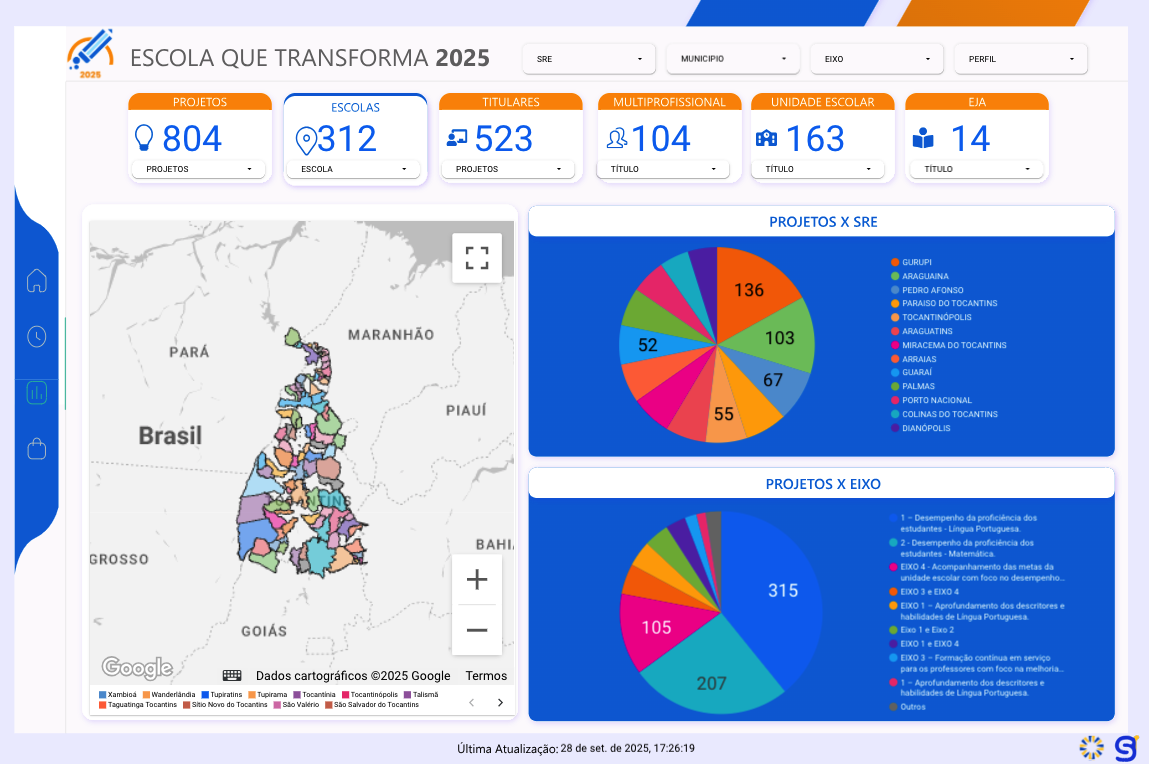 2025
ESCOLA QUE TRANSFORMA 2025
SRE
MUNICIPIO
EIXO
PERFIL
PROJETOS
804
PROJETOS
ESCOLAS
312
ESCOLA
TITULARES
523
PROJETOS
MULTIPROFISSIONAL
104
TÍTULO
UNIDADE ESCOLAR
163
TÍTULO
EJA
14
TÍTULO
MARANHÃO
PARÁ
PIAUÍ
Brasil
TOCANTINS
BAHI
GROSSO
GOIÁS
Google
Dados cartográficos ©2025 Google
Termos
Xambioá
Wanderlândia
Tupiratins
Tupirama
Tocantínia
Tocantinópolis
Talismã
Taguatinga Tocantins
Sítio Novo do Tocantins
São Valério
São Salvador do Tocantins
PROJETOS X SRE
136
103
67
55
52
GURUPI
ARAGUAINA
PEDRO AFONSO
PARAISO DO TOCANTINS
TOCANTINÓPOLIS
ARAGUATINS
MIRACEMA DO TOCANTINS
ARRAIAS
GUARAÍ
PALMAS
PORTO NACIONAL
COLINAS DO TOCANTINS
DIANÓPOLIS
PROJETOS X EIXO
315
207
105
1 – Desempenho da proficiência dos
estudantes - Língua Portuguesa.
2 - Desempenho da proficiência dos
estudantes - Matemática.
EIXO 4 - Acompanhamento das metas da
unidade escolar com foco no desempenho...
EIXO 3 e EIXO 4
EIXO 1 – Aprofundamento dos descritores e
habilidades de Língua Portuguesa.
Eixo 1 e Eixo 2
EIXO 1 e EIXO 4
EIXO 3 – Formação contínua em serviço
para os professores com foco na melhoria...
1 – Aprofundamento dos descritores e
habilidades de Língua Portuguesa.
Outros
Última Atualização: 28 de set. de 2025, 17:26:19